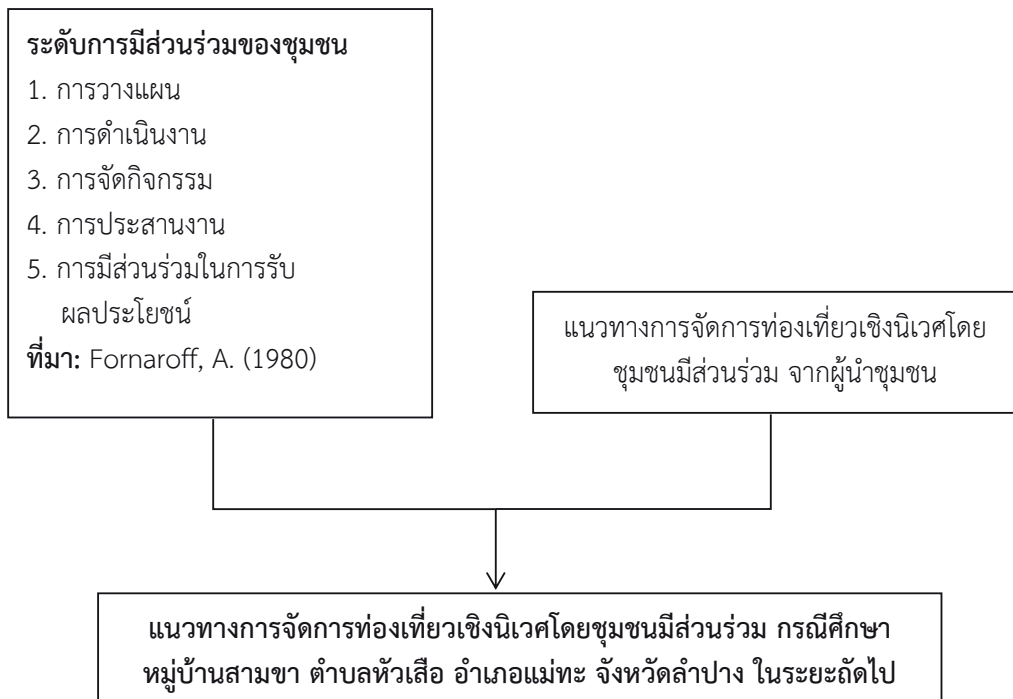 ระดับการมีส่วนร่วมของชุมชน
1. การวางแผน
2. การดำเนินงาน
3. การจัดกิจกรรม
4. การประสานงาน
5. การมีส่วนร่วมในการรับ
ผลประโยชน์
ที่มา: Fornaroff, A. (1980)
แนวทางการจัดการท่องเที่ยวเชิงนิเวศโดย
ชุมชนมีส่วนร่วม จากผู้นำชุมชน
แนวทางการจัดการท่องเที่ยวเชิงนิเวศโดยชุมชนมีส่วนร่วม กรณีศึกษา
หมู่บ้านสามขา ตำบลหัวเสือ อำเภอแม่ทะ จังหวัดลำปาง ในระยะถัดไป